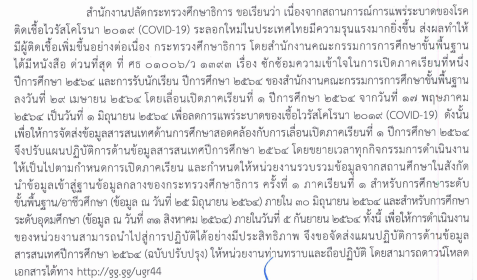 สำนักงานปลัดกระทรวงศึกษาธิการ ขอเรียนว่า เนื่องจากสถานการณ์การแพร่ระบาดของโรค
ติดเชื้อไวรัสโคโรนา ๒๐๑๙ (COVID-19) ระลอกใหม่ในประเทศไทยมีความรุนแรงมากยิ่งขึ้น ส่งผลทำให้
มีผู้ติดเชื้อเพิ่มขึ้นอย่างต่อเนื่อง กระทรวงศึกษาธิการ โดยสำนักงานคณะกรรมการการศึกษาขั้นพื้นฐาน
ได้มีหนังสือ ด่วนที่สุด ที่ ศธ ๐๑๐๐๖/ว ๑๓๙๓ เรื่อง ซักซ้อมความเข้าใจในการเปิดภาคเรียนที่หนึ่ง
ปีการศึกษา ๒๕๖๔ และการรับนักเรียน ปีการศึกษา ๒๕๖๔ ของสำนักงานคณะกรรมการการศึกษาขั้นพื้นฐาน
ลงวันที่ ๒๙ เมษายน ๒๕๖๔ โดยเลื่อนเปิดภาคเรียนที่ ๑ ปีการศึกษา ๒๕๖๔ จากวันที่ ๑๗ พฤษภาคม
๒๕๖๔ เป็นวันที่ ๑ มิถุนายน ๒๕๖๔ เพื่อลดการแพร่ระบาดของเชื้อไวรัสโคโรนา ๒๐๑๙ (COVID-19) ดังนั้น
เพื่อให้การจัดส่งข้อมูลสารสนเทศด้านการศึกษาสอดคล้องกับการเลื่อนเปิดภาคเรียนที่ ๑ ปีการศึกษา ๒๕๖๔
จึงปรับแผนปฏิบัติการด้านข้อมูลสารสนเทศปีการศึกษา ๒๕๖๔ โดยขยายเวลาทุกกิจกรรมการดำเนินงาน
ให้เป็นไปตามกำหนดการเปิดภาคเรียน และกำหนดให้หน่วยงานรวบรวมข้อมูลจากสถานศึกษาในสังกัด
นำข้อมูลเข้าสู่ฐานข้อมูลกลางของกระทรวงศึกษาธิการ ครั้งที่ ๑ ภาคเรียนที่ ๑ สำหรับการศึกษาระดับ
ขั้นพื้นฐาน/อาชีวศึกษา (ข้อมูล ณ วันที่ ๒๕ มิถุนายน ๒๕๖๔) ภายใน ๓๐ มิถุนายน ๒๕๖๔ และสำหรับการศึกษา
ระดับอุดมศึกษา (ข้อมูล ณ วันที่ ๓๑ สิงหาคม ๒๕๖๔) ภายในวันที่ ๕ กันยายน ๒๕๖๔ ทั้งนี้ เพื่อให้การดำเนินงาน
ของหน่วยงานสามารถนำไปสู่การปฏิบัติได้อย่างมีประสิทธิภาพ จึงขอจัดส่งแผนปฏิบัติการด้านข้อมูล
สารสนเทศปีการศึกษา ๒๕๖๔ (ฉบับปรับปรุง) ให้หน่วยงานท่านทราบและถือปฏิบัติ โดยสามารถดาวน์โหลด
เอกสารได้ทาง http://gg.gg/ugr44